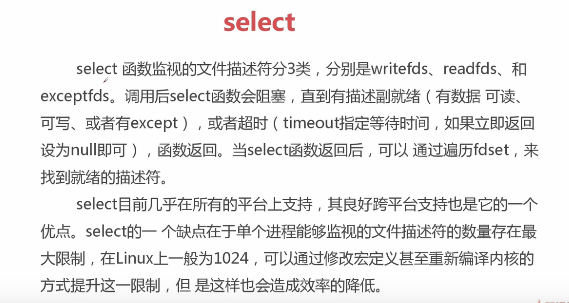 select
select 函数监视的文件描述符分3类，分别是writefds、readfds、和
exceptfds。调用后select函数会阻塞，直到有描述副就绪（有数据 可读、
可写、或者有except），或者超时（timeout指定等待时间，如果立即返回
设为null即可），函数返回。当select函数返回后，可以 通过遍历fdset，来
找到就绪的描述符。
select目前几乎在所有的平台上支持，其良好跨平台支持也是它的一个
优点。select的一 个缺点在于单个进程能够监视的文件描述符的数量存在最
大限制，在Linux上一般为1024，可以通过修改宏定义甚至重新编译内核的
方式提升这一限制，但 是这样也会造成效率的降低。